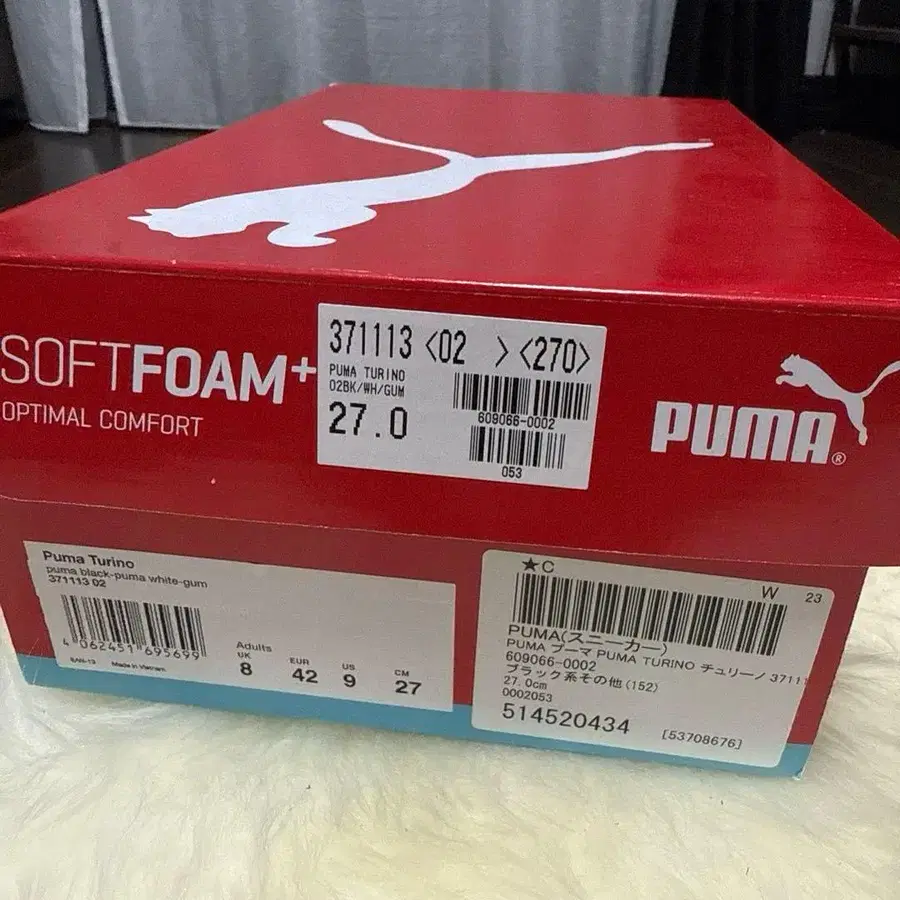 SOFTFOAM+
OPTIMAL COMFORT
371113 <02 > <270>
PUMA TURINO
02BK/WH/GUM
27.0
609066-0002
053
PUMA®
Puma Turino
puma black-puma white-gum
371113 02
4 062451 695699
Made in Vietnam
Adults
UK 8
EUR 42
US 9
CM 27
★C
W 23
PUMA(スニーカー)
PUMA プーマ PUMA TURINO チュリーノ 3711
609066-0002
ブラック系その他(152)
27.0cm
0002053
514520434
[53708676]